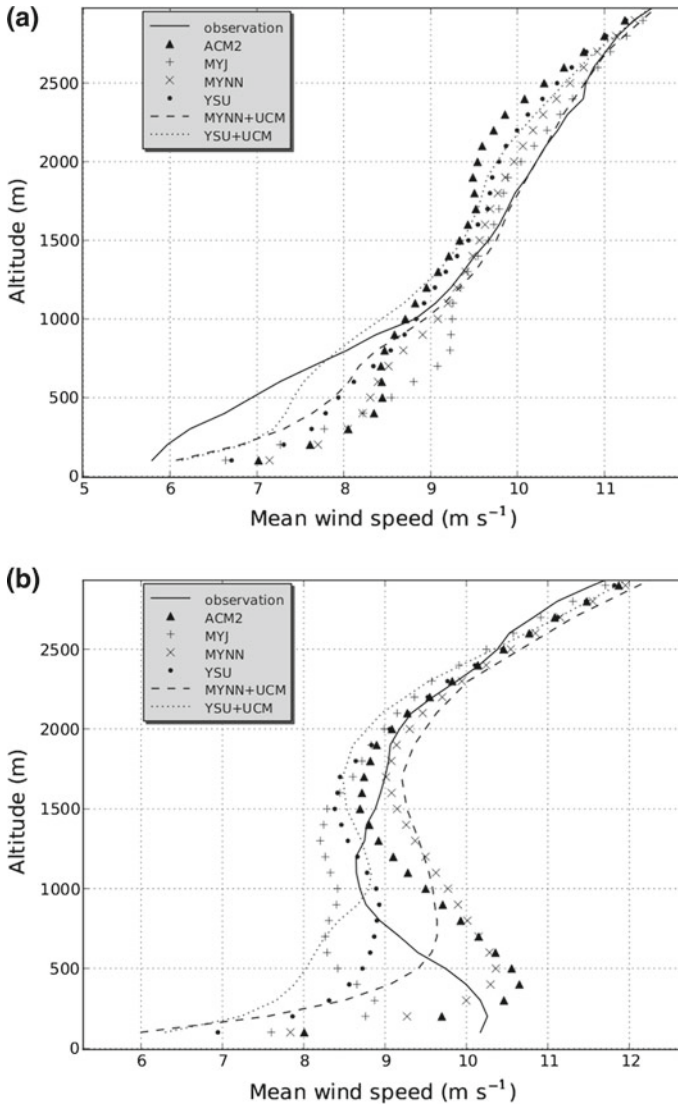 (a)
observation
ACM2
MYJ
MYNN
YSU
MYNN+UCM
YSU+UCM
Altitude (m)
2500
2000
1500
1000
500
0
5 6 7 8 9 10 11
Mean wind speed (m s⁻¹)
(b)
observation
ACM2
MYJ
MYNN
YSU
MYNN+UCM
YSU+UCM
Altitude (m)
2500
2000
1500
1000
500
0
6 7 8 9 10 11 12
Mean wind speed (m s⁻¹)